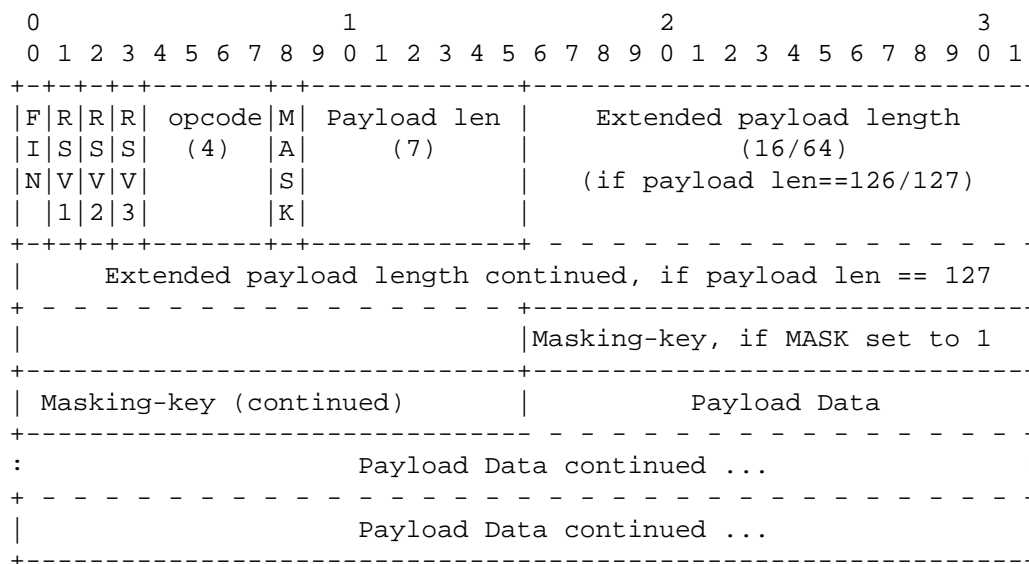 0                   1                   2                   3
 0 1 2 3 4 5 6 7 8 9 0 1 2 3 4 5 6 7 8 9 0 1 2 3 4 5 6 7 8 9 0 1
+-+-+-+-+-------+-+-------------+-------------------------------
|F|R|R|R| opcode|M| Payload len |    Extended payload length
|I|S|S|S|  (4)  |A|     (7)     |             (16/64)
|N|V|V|V|       |S|             |   (if payload len==126/127)
| |1|2|3|       |K|             |
+-+-+-+-+-------+-+-------------+ - - - - - - - - - - - - - - - -
|     Extended payload length continued, if payload len == 127
+ - - - - - - - - - - - - - - - +-------------------------------
|                               |Masking-key, if MASK set to 1
+-------------------------------+-------------------------------
| Masking-key (continued)       |          Payload Data
+-------------------------------- - - - - - - - - - - - - - - - -
:                     Payload Data continued ...
+ - - - - - - - - - - - - - - - - - - - - - - - - - - - - - - - -
|                     Payload Data continued ...
+---------------------------------------------------------------